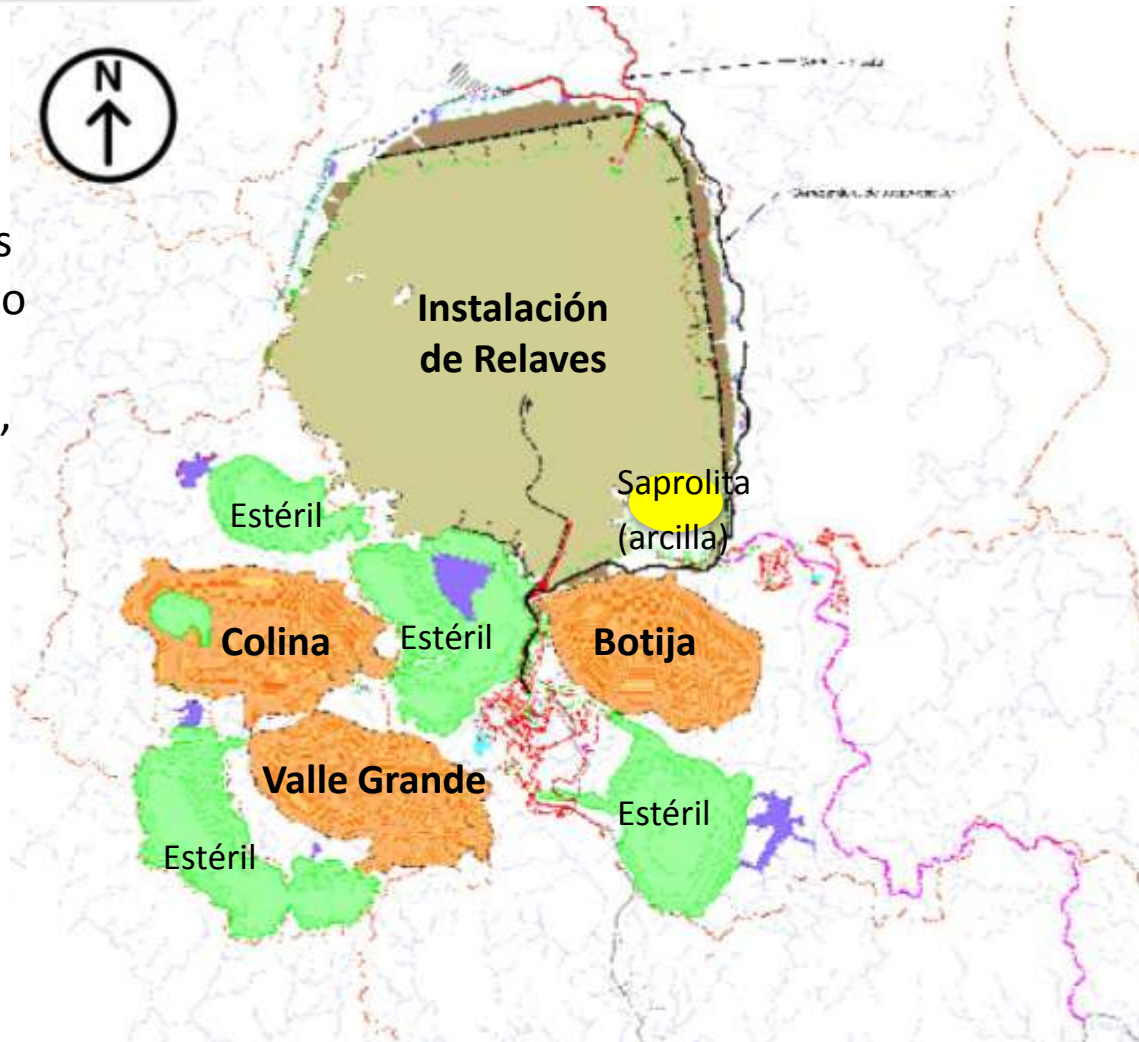 N
s
o
,
Instalación
de Relaves
Saprolita
(arcilla)
Estéril
Colina
Estéril
Botija
Valle Grande
Estéril
Estéril